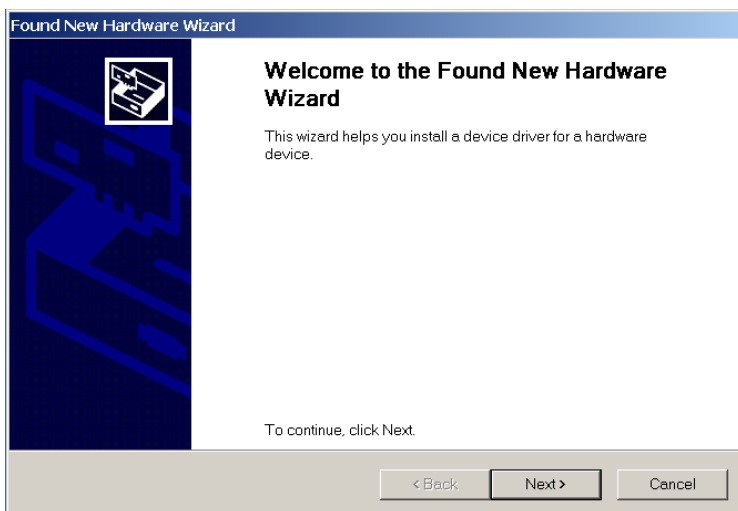 Found New Hardware Wizard
Welcome to the Found New Hardware
Wizard
This wizard helps you install a device driver for a hardware
device.
To continue, click Next.
< Back Next > Cancel